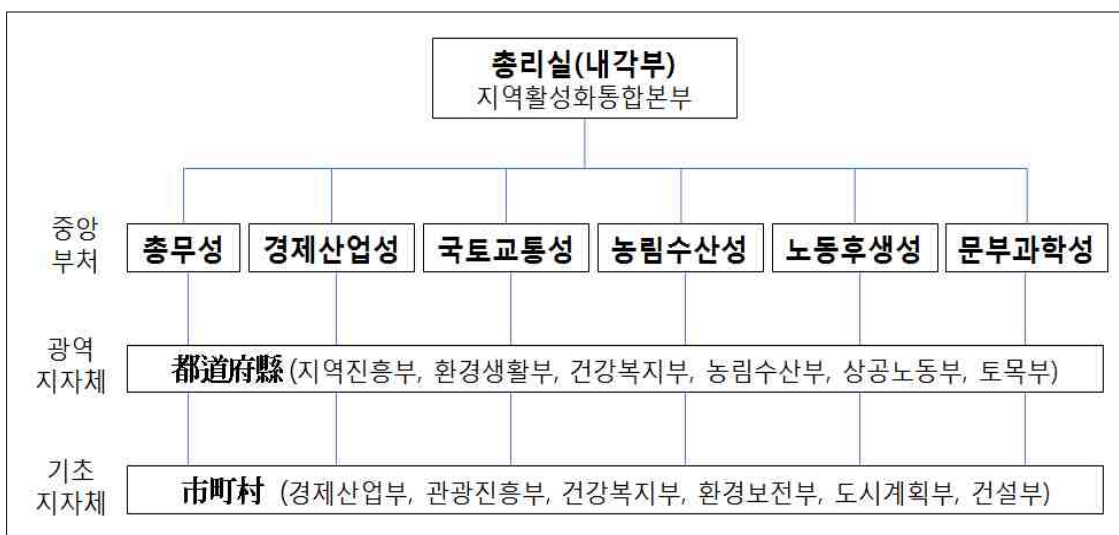 총리실(내각부)
지역활성화통합본부
중앙
부처
총무성 경제산업성 국토교통성 농림수산성 노동후생성 문부과학성
광역
지자체
都道府縣 (지역진흥부, 환경생활부, 건강복지부, 농림수산부, 상공노동부, 토목부)
기초
지자체
市町村 (경제산업부, 관광진흥부, 건강복지부, 환경보전부, 도시계획부, 건설부)